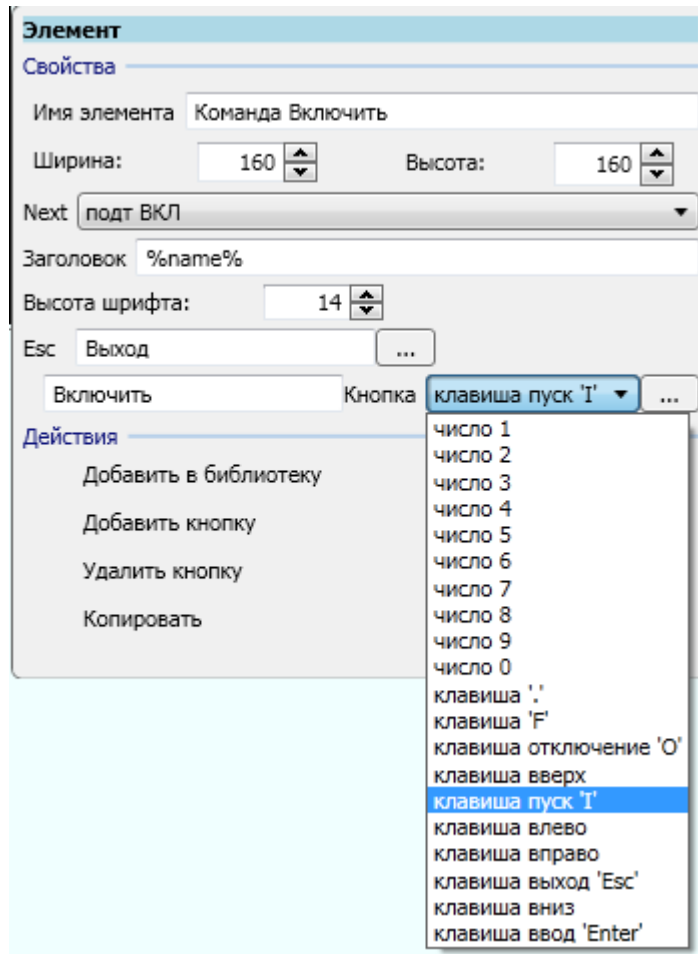 Элемент
Свойства
Имя элемента Команда Включить
Ширина: 160 Высота: 160
Next подт ВКЛ
Заголовок %name%
Высота шрифта: 14
Esc Выход ...
Включить Кнопка клавиша пуск 'I' ...
Действия
Добавить в библиотеку
Добавить кнопку
Удалить кнопку
Копировать
число 1
число 2
число 3
число 4
число 5
число 6
число 7
число 8
число 9
число 0
клавиша '.'
клавиша 'F'
клавиша отключение 'O'
клавиша вверх
клавиша пуск 'I'
клавиша влево
клавиша вправо
клавиша выход 'Esc'
клавиша вниз
клавиша ввод 'Enter'